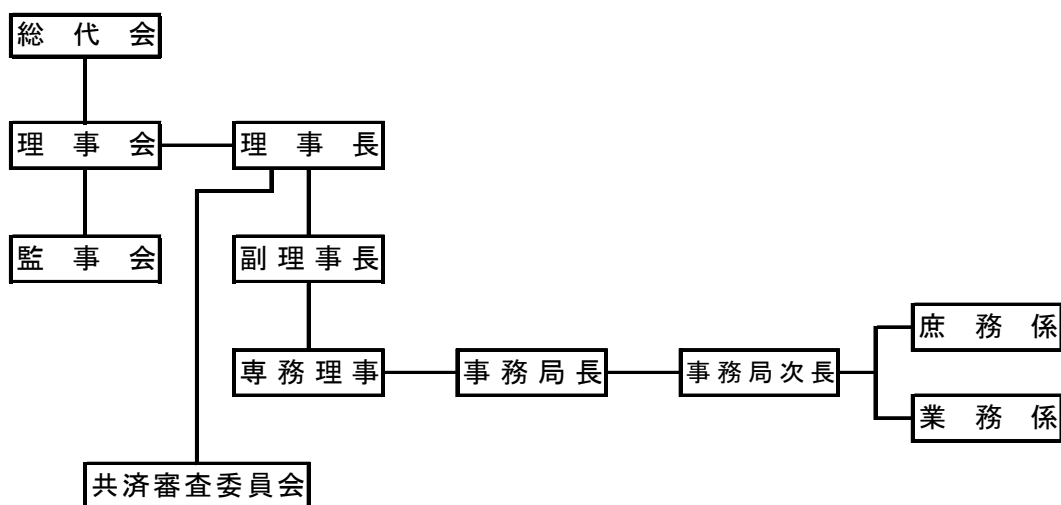 総代会
理事会
理事長
監事会
副理事長
庶務係
専務理事
事務局長
事務局次長
業務係
共済審査委員会